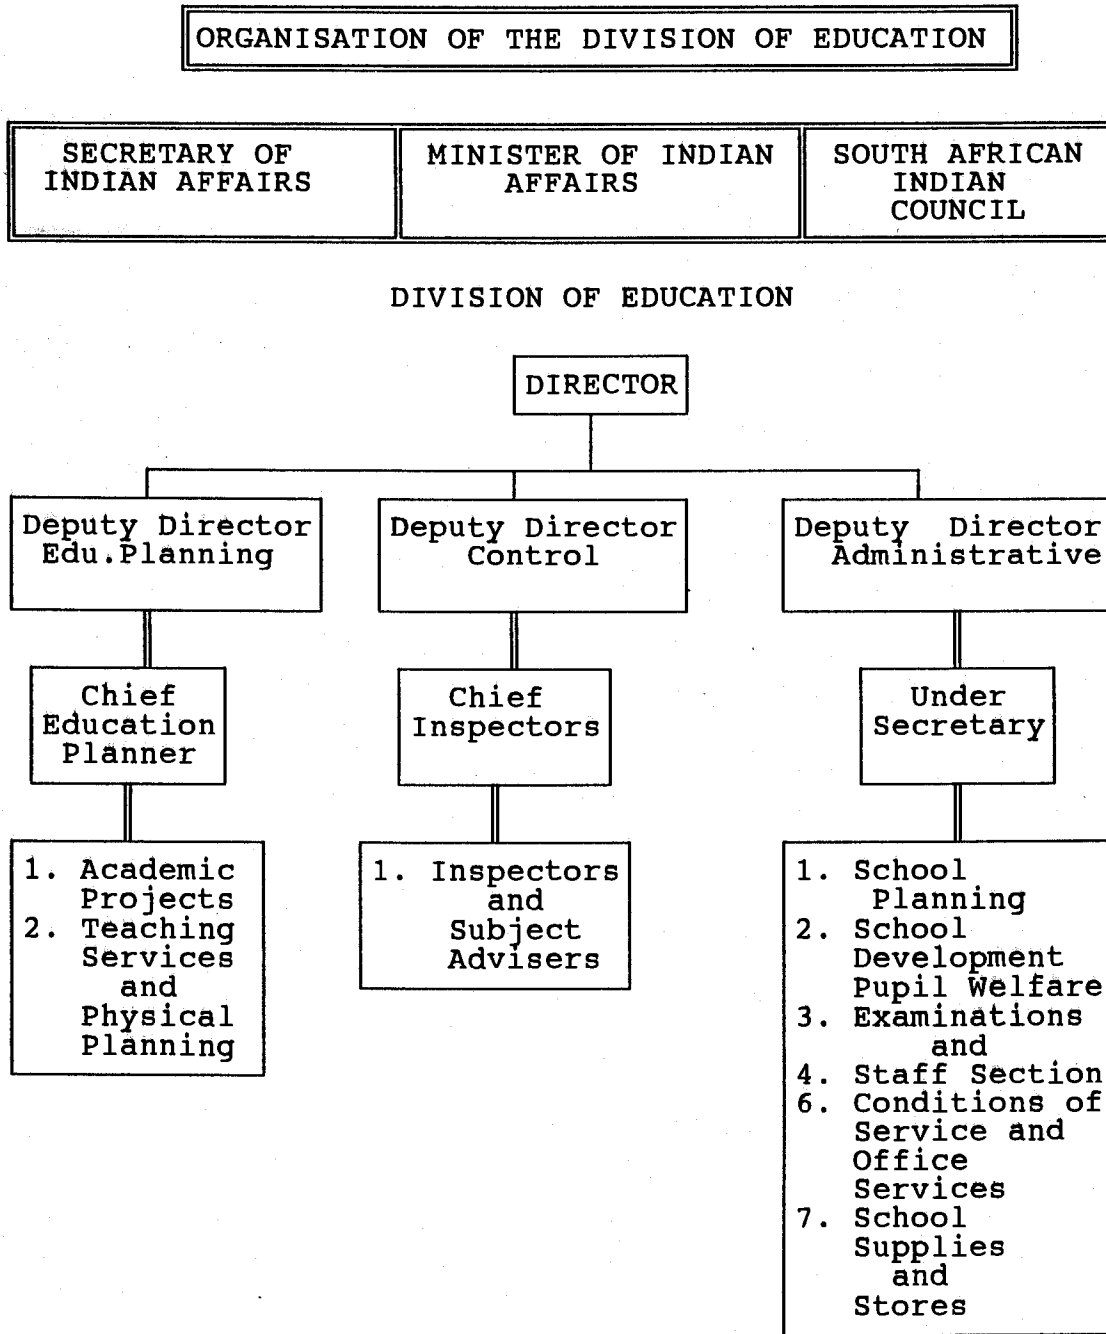 ORGANISATION OF THE DIVISION OF EDUCATION
SECRETARY OF
INDIAN AFFAIRS
MINISTER OF INDIAN
AFFAIRS
SOUTH AFRICAN
INDIAN
COUNCIL
DIVISION OF EDUCATION
DIRECTOR
Deputy Director
Edu.Planning
Deputy Director
Control
Deputy Director
Administrative
Chief
Education
Planner
Chief
Inspectors
Under
Secretary
1. Academic
Projects
2. Teaching
Services
and
Physical
Planning
1. Inspectors
and
Subject
Advisers
1. School
Planning
2. School
Development
Pupil Welfare
3. Examinations
and
4. Staff Section
6. Conditions of
Service and
Office
Services
7. School
Supplies
and
Stores